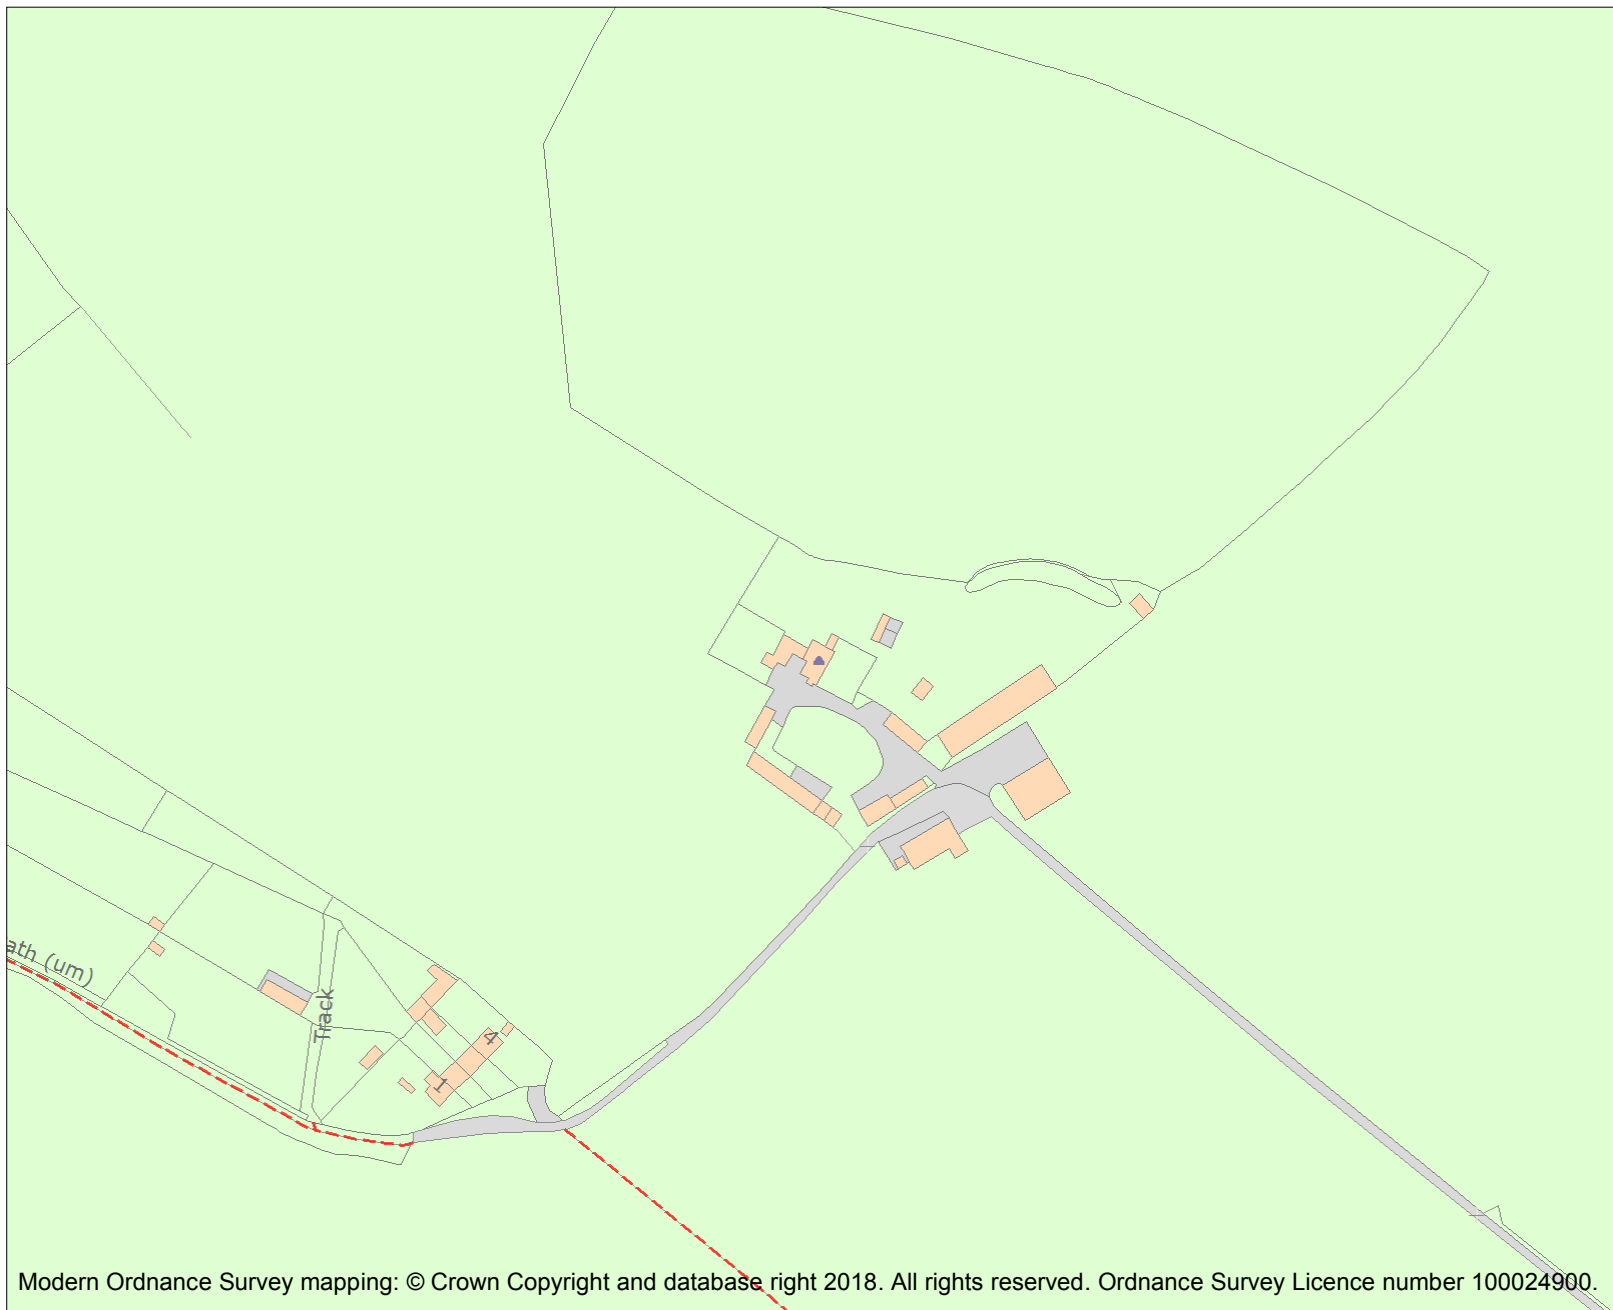 ath (um)
Track
4
1
Modern Ordnance Survey mapping: © Crown Copyright and database right 2018. All rights reserved. Ordnance Survey Licence number 100024900.